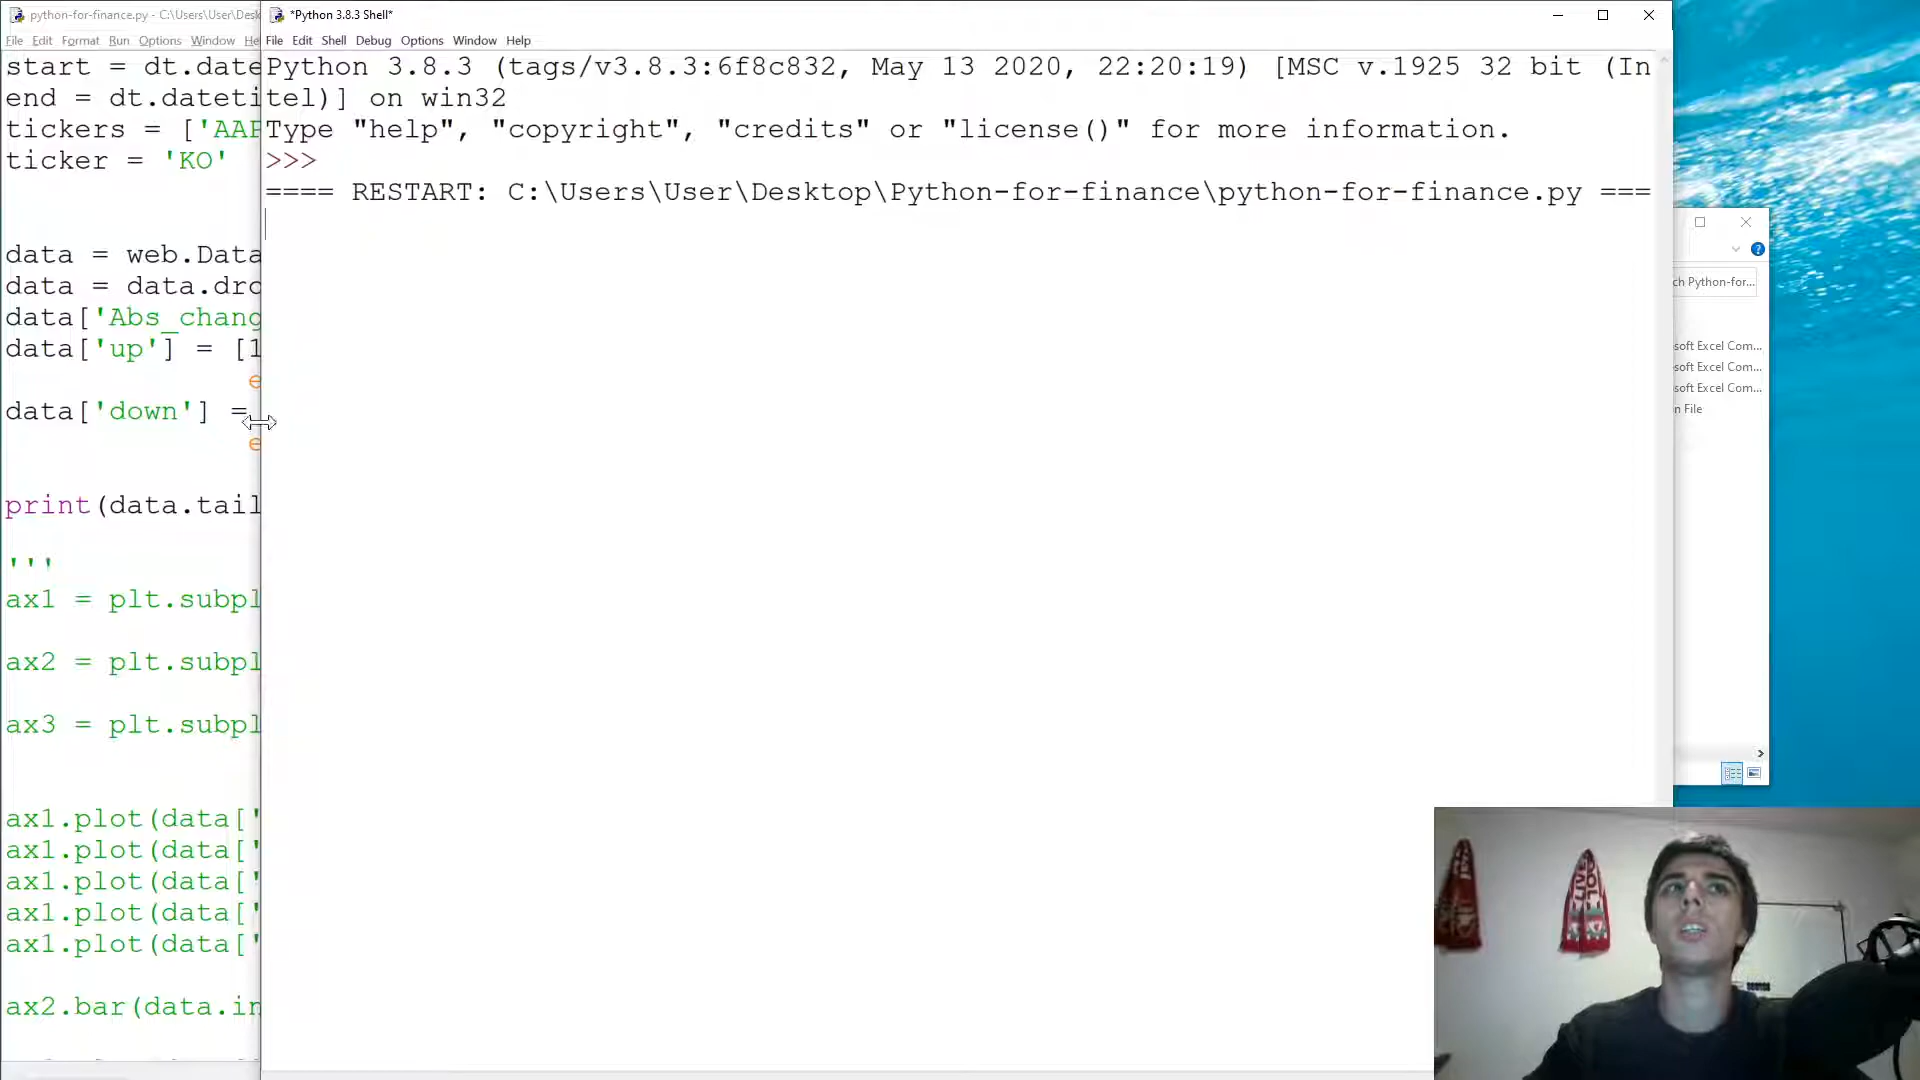 python-for-finance.py - C:\Users\User\Desk
File Edit Format Run Options Window He
start = dt.date
end = dt.dateti
tickers = ['AAP
ticker = 'KO'
data = web.Data
data = data.dro
data['Abs_chang
data['up'] = [1
e
data['down'] =
e
print(data.tail
'''
ax1 = plt.subpl
ax2 = plt.subpl
ax3 = plt.subpl
ax1.plot(data['
ax1.plot(data['
ax1.plot(data['
ax1.plot(data['
ax1.plot(data['
ax2.bar(data.in
*Python 3.8.3 Shell*
File Edit Shell Debug Options Window Help
Python 3.8.3 (tags/v3.8.3:6f8c832, May 13 2020, 22:20:19) [MSC v.1925 32 bit (In
tel)] on win32
Type "help", "copyright", "credits" or "license()" for more information.
>>>
==== RESTART: C:\Users\User\Desktop\Python-for-finance\python-for-finance.py ===
ch Python-for...
soft Excel Com...
soft Excel Com...
soft Excel Com...
n File